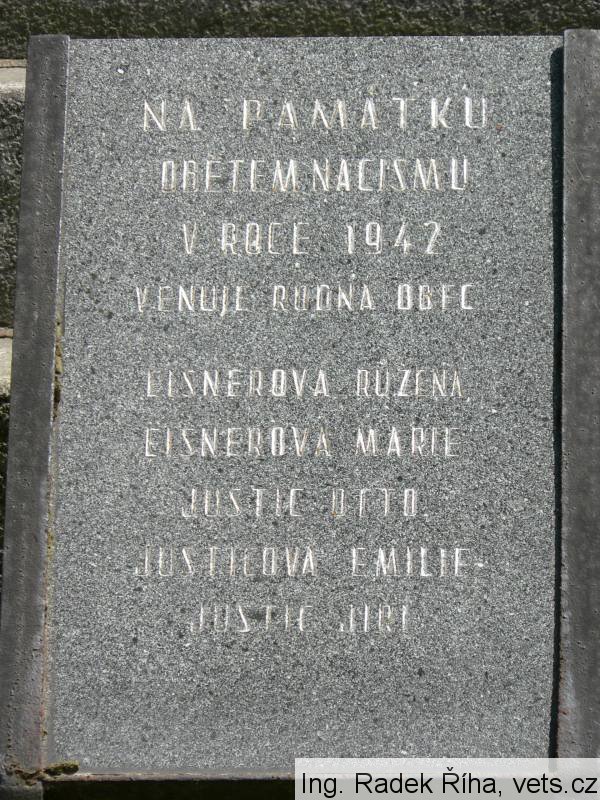 NA PAMÁTKU
OBĚTEM NACISMU
V ROCE 1942
VĚNUJE RODNÁ OBEC
EISNEROVÁ RŮŽENA,
EISNEROVÁ MARIE
JUSTIC OTTO,
JUSTICOVÁ EMILIE
JUSTIC JIŘÍ
Ing. Radek Říha, vets.cz